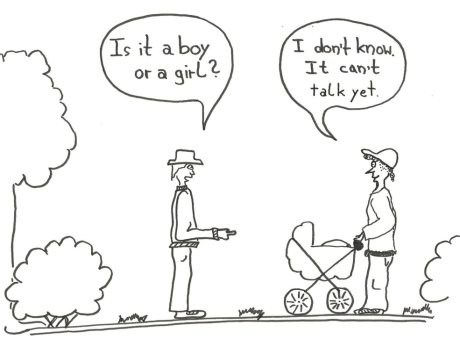 Is it a boy
or a girl?
I don't know.
It can't
talk yet.